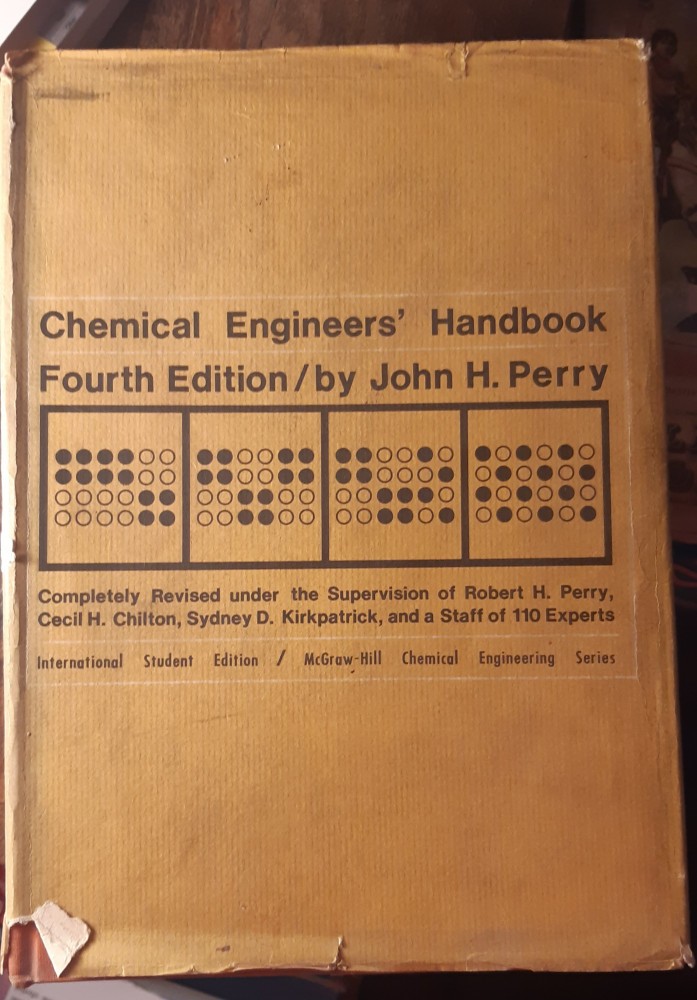 Chemical Engineers' Handbook
Fourth Edition/by John H. Perry
Completely Revised under the Supervision of Robert H. Perry,
Cecil H. Chilton, Sydney D. Kirkpatrick, and a Staff of 110 Experts
International Student Edition / McGraw-Hill Chemical Engineering Series